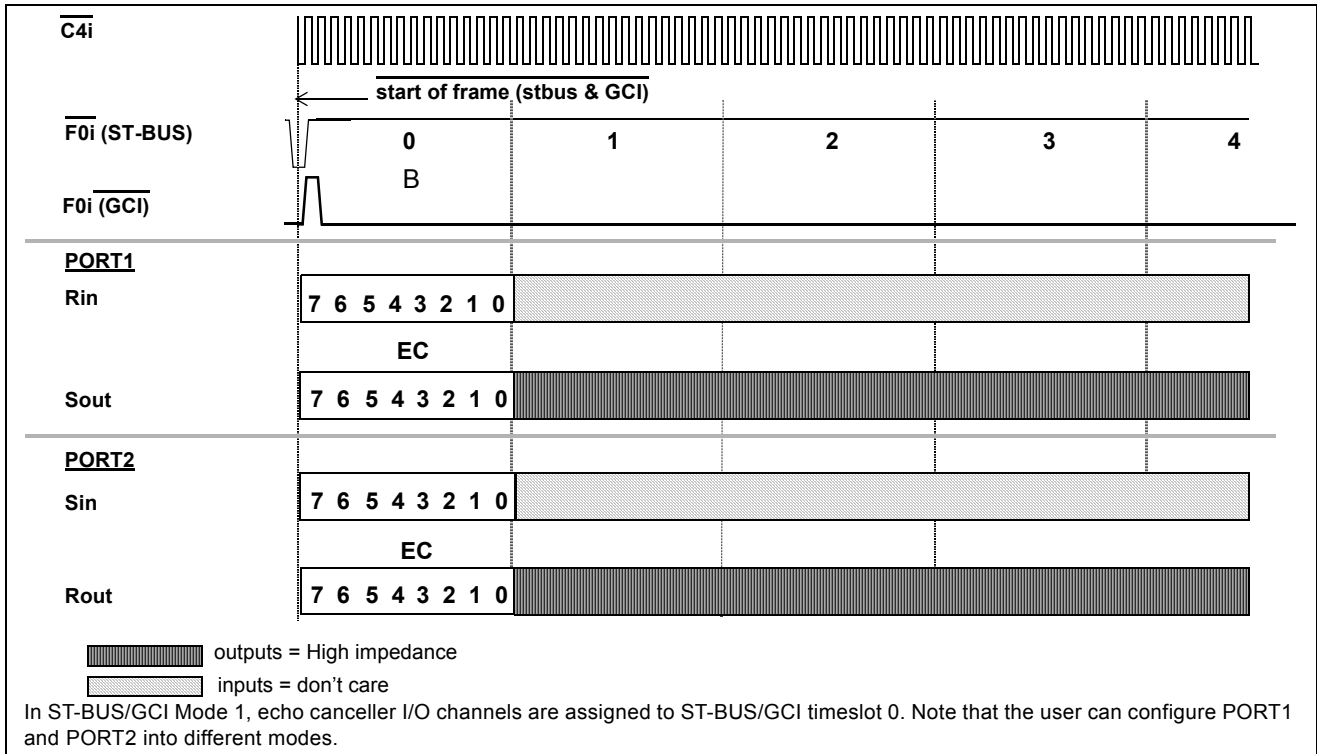 C4i
start of frame (stbus & GCI)
F0i (ST-BUS)
0 1 2 3 4
B
F0i (GCI)
PORT1
Rin
7 6 5 4 3 2 1 0
EC
Sout
7 6 5 4 3 2 1 0
PORT2
Sin
7 6 5 4 3 2 1 0
EC
Rout
7 6 5 4 3 2 1 0
outputs = High impedance
inputs = don't care
In ST-BUS/GCI Mode 1, echo canceller I/O channels are assigned to ST-BUS/GCI timeslot 0. Note that the user can configure PORT1
and PORT2 into different modes.